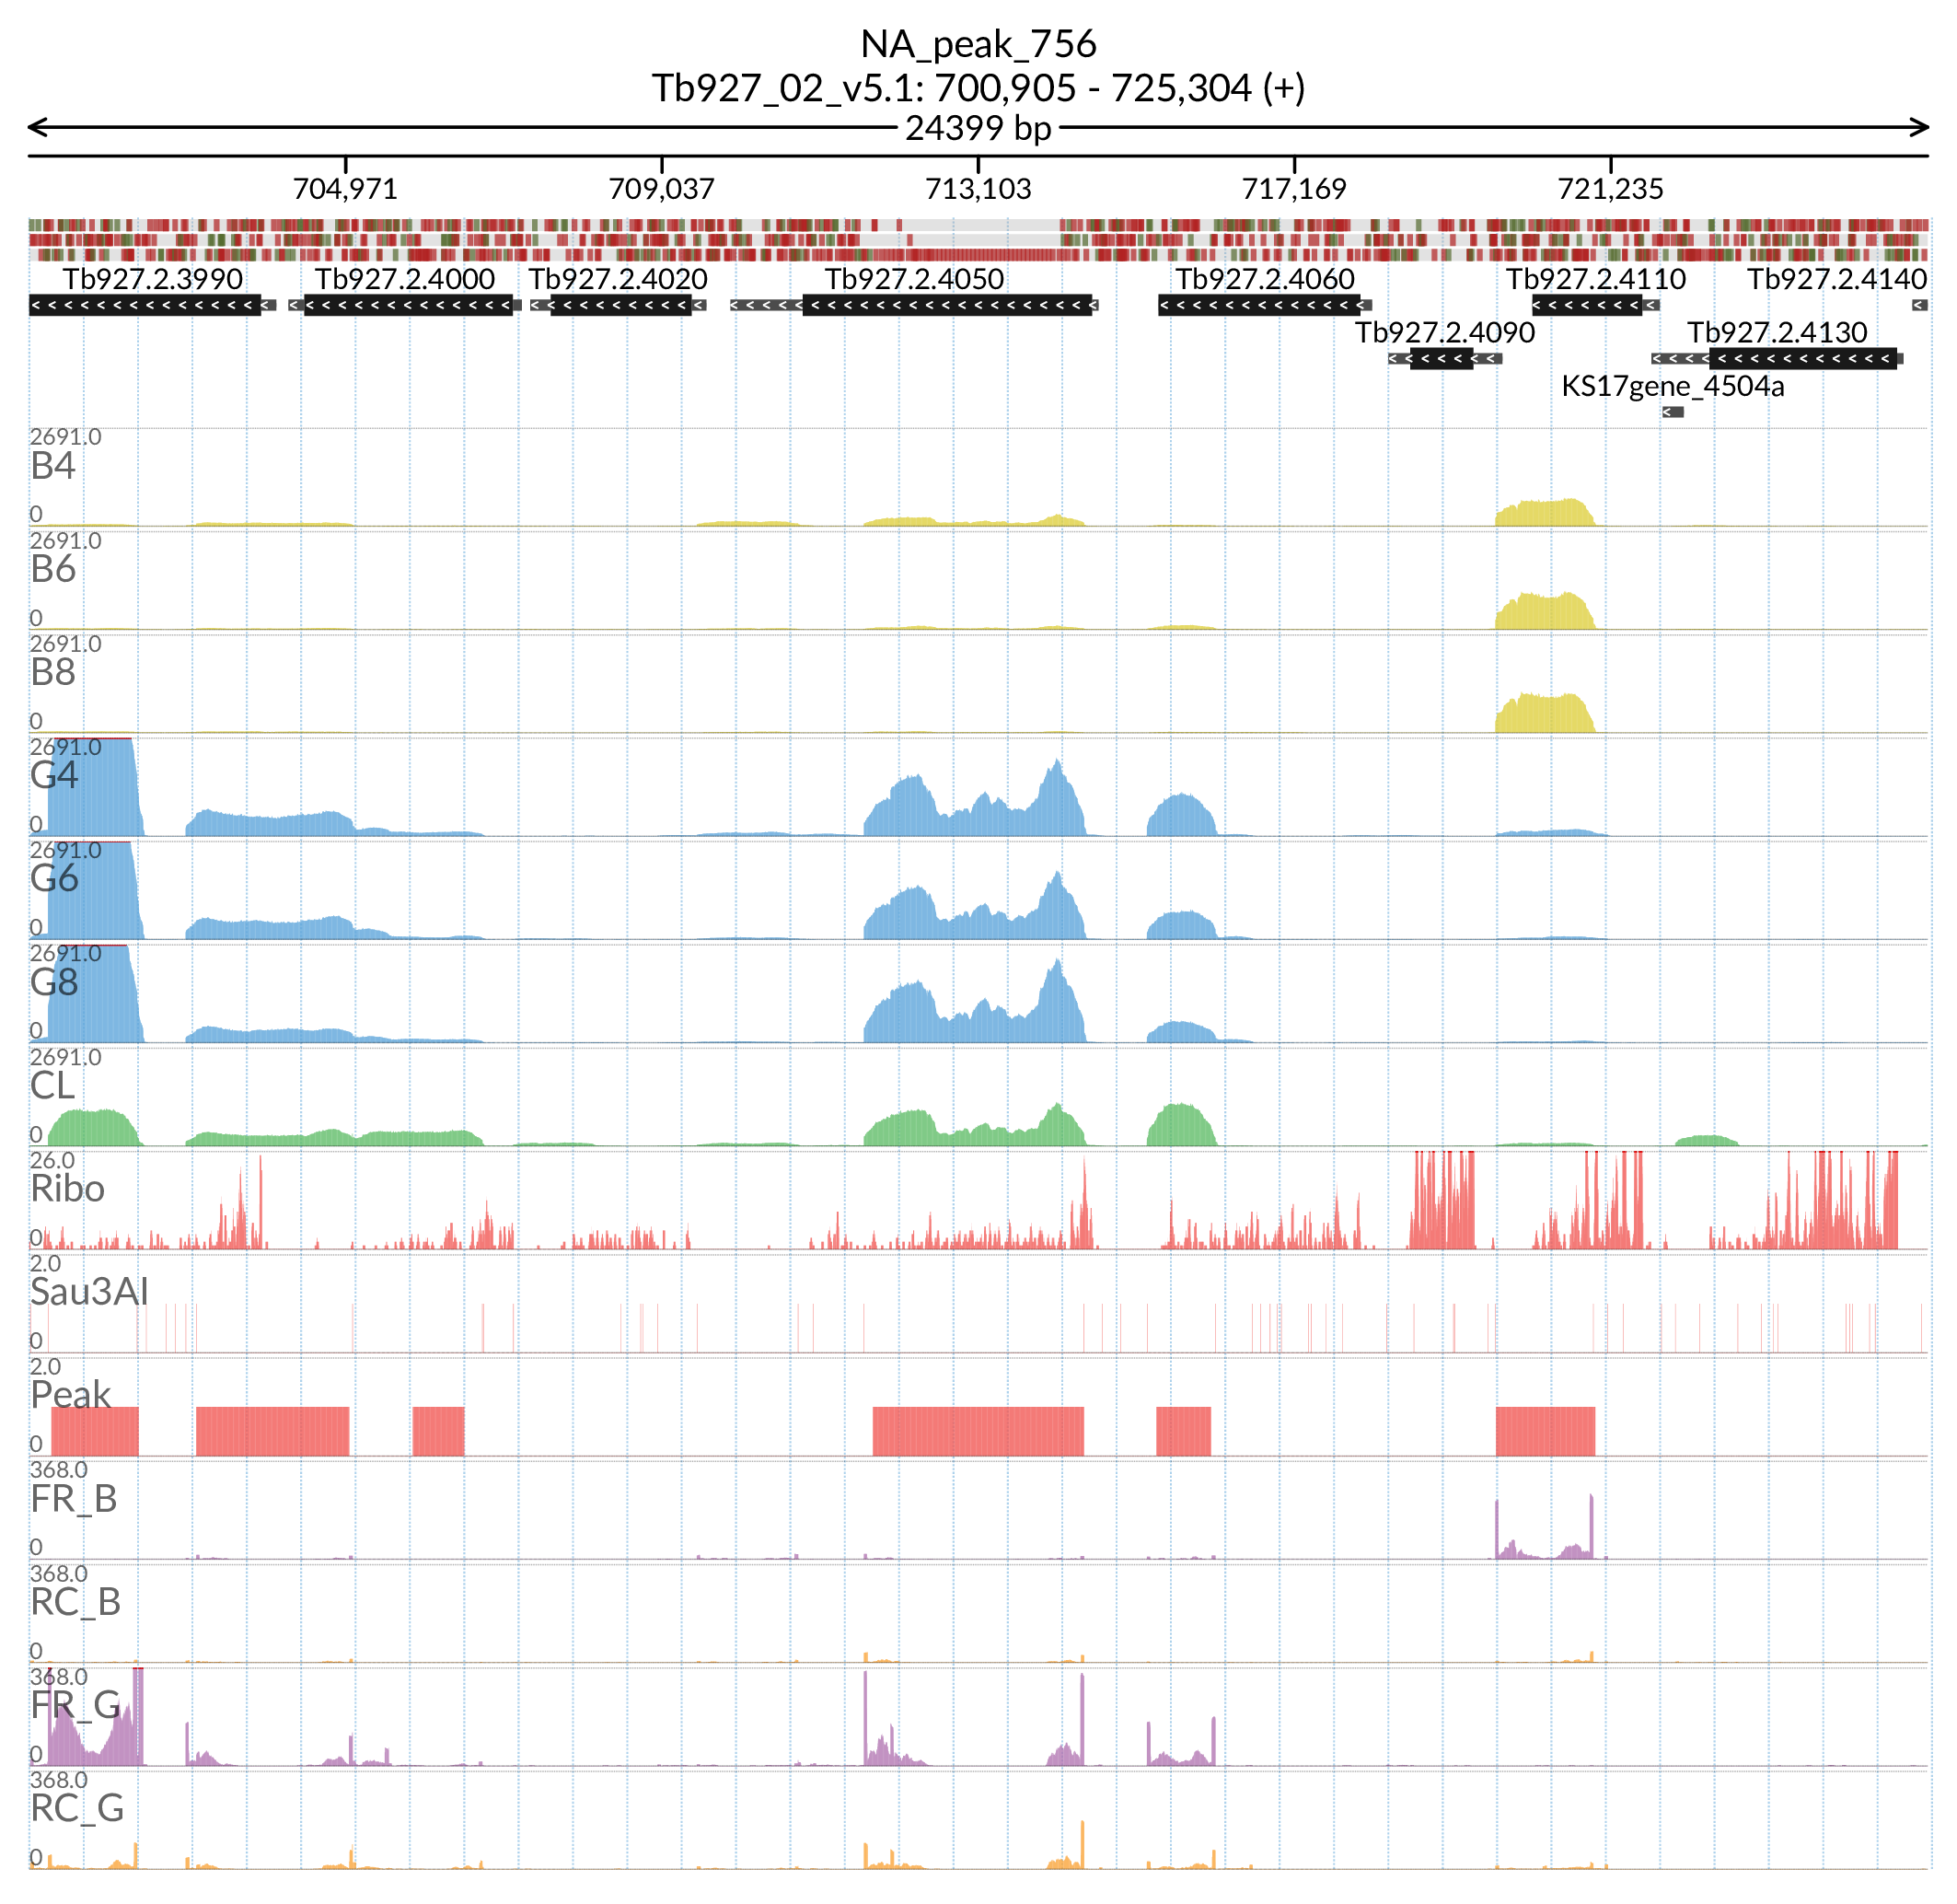 NA_peak_756
Tb927_02_v5.1: 700,905 - 725,304 (+)
24399 bp
704,971 709,037 713,103 717,169 721,235
Tb927.2.3990 Tb927.2.4000 Tb927.2.4020 Tb927.2.4050 Tb927.2.4060 Tb927.2.4110 Tb927.2.4140
Tb927.2.4090 Tb927.2.4130
KS17gene_4504a
2691.0
B4
0
2691.0
B6
0
2691.0
B8
0
2691.0
G4
0
2691.0
G6
0
2691.0
G8
0
2691.0
CL
0
26.0
Ribo
0
2.0
Sau3AI
0
2.0
Peak
0
368.0
FR_B
0
368.0
RC_B
0
368.0
FR_G
0
368.0
RC_G
0